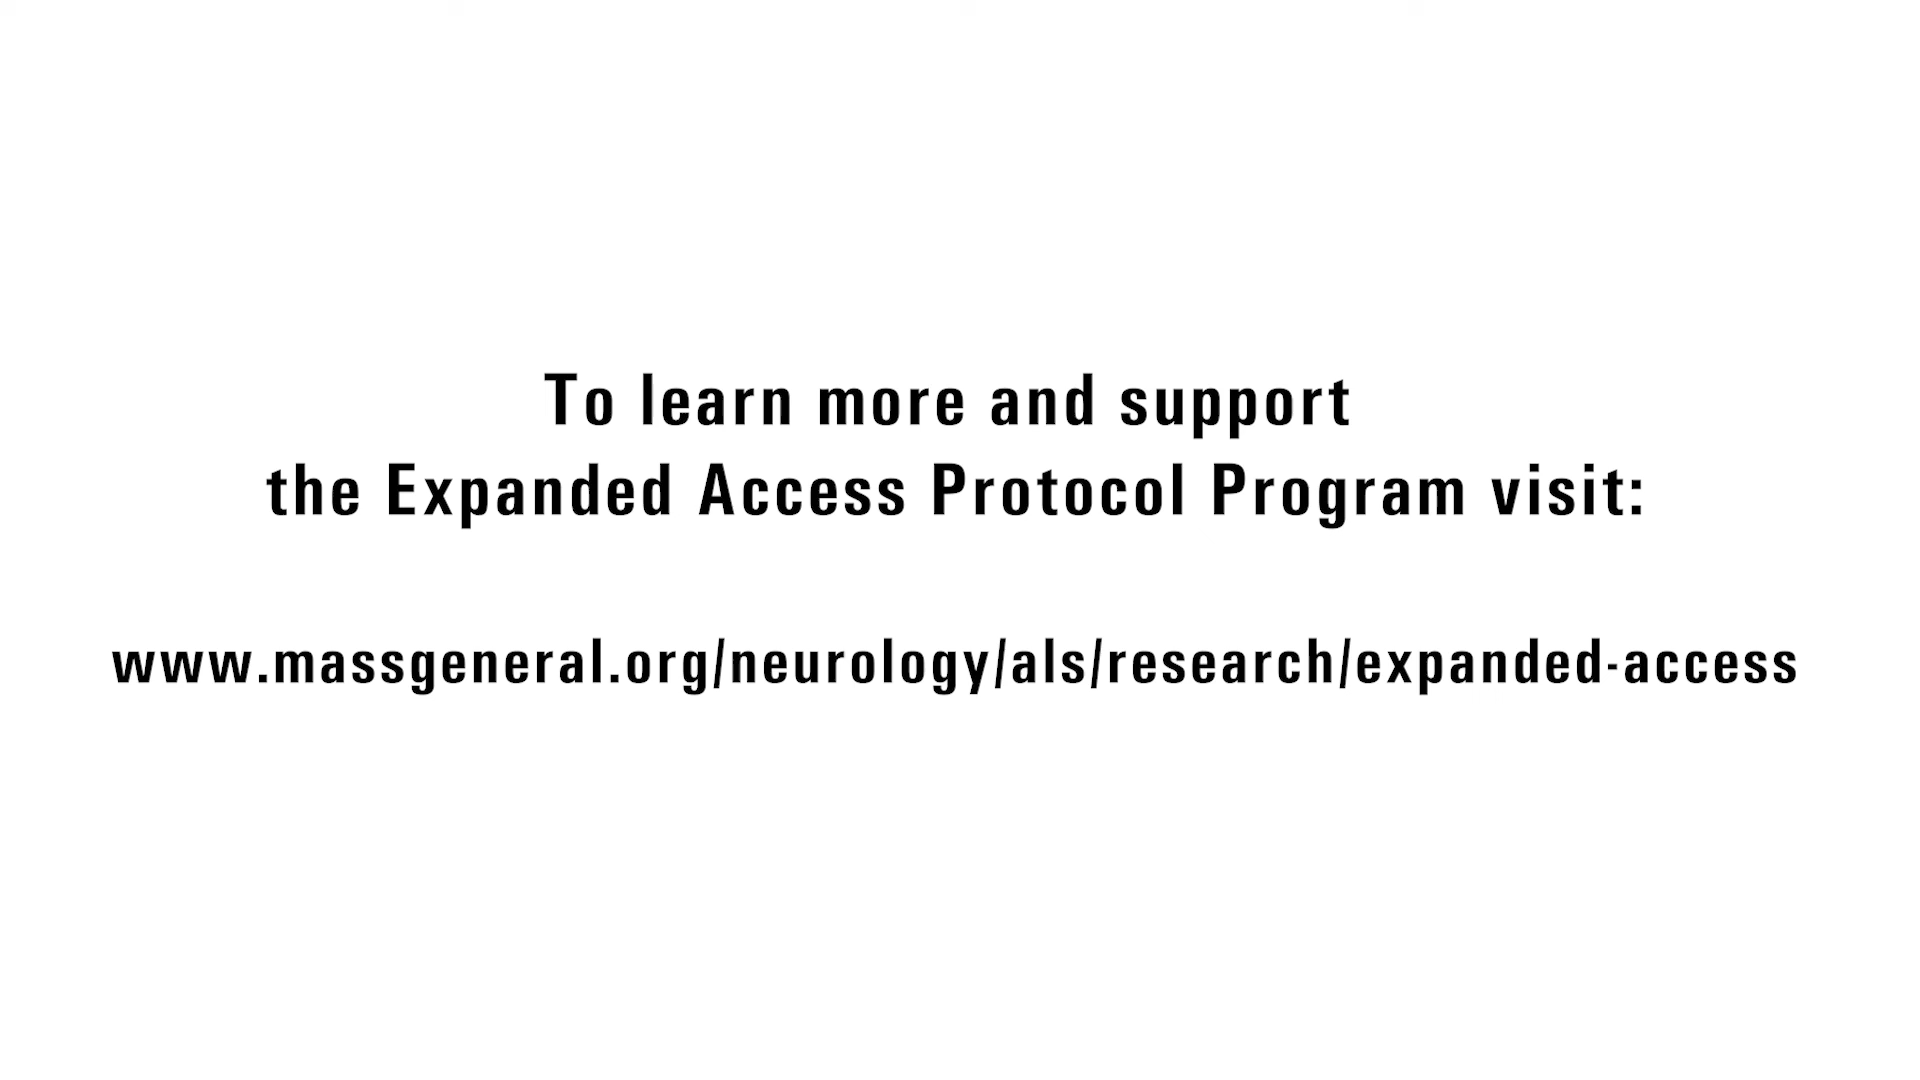 To learn more and support
the Expanded Access Protocol Program visit:
www.massgeneral.org/neurology/als/research/expanded-access